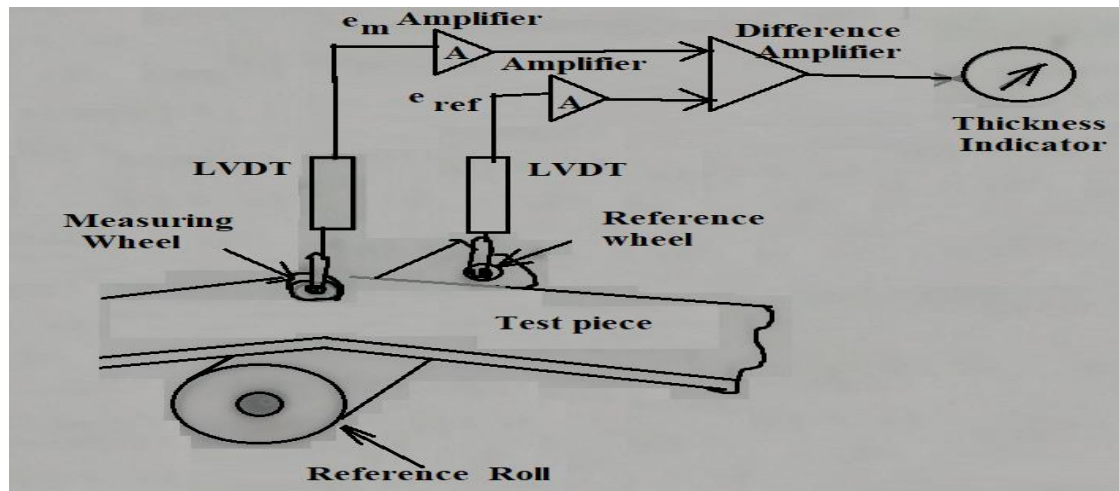 e m Amplifier
A
Amplifier
e ref
A
Difference
Amplifier
Thickness
Indicator
LVDT
LVDT
Measuring
Wheel
Reference
wheel
Test piece
Reference Roll